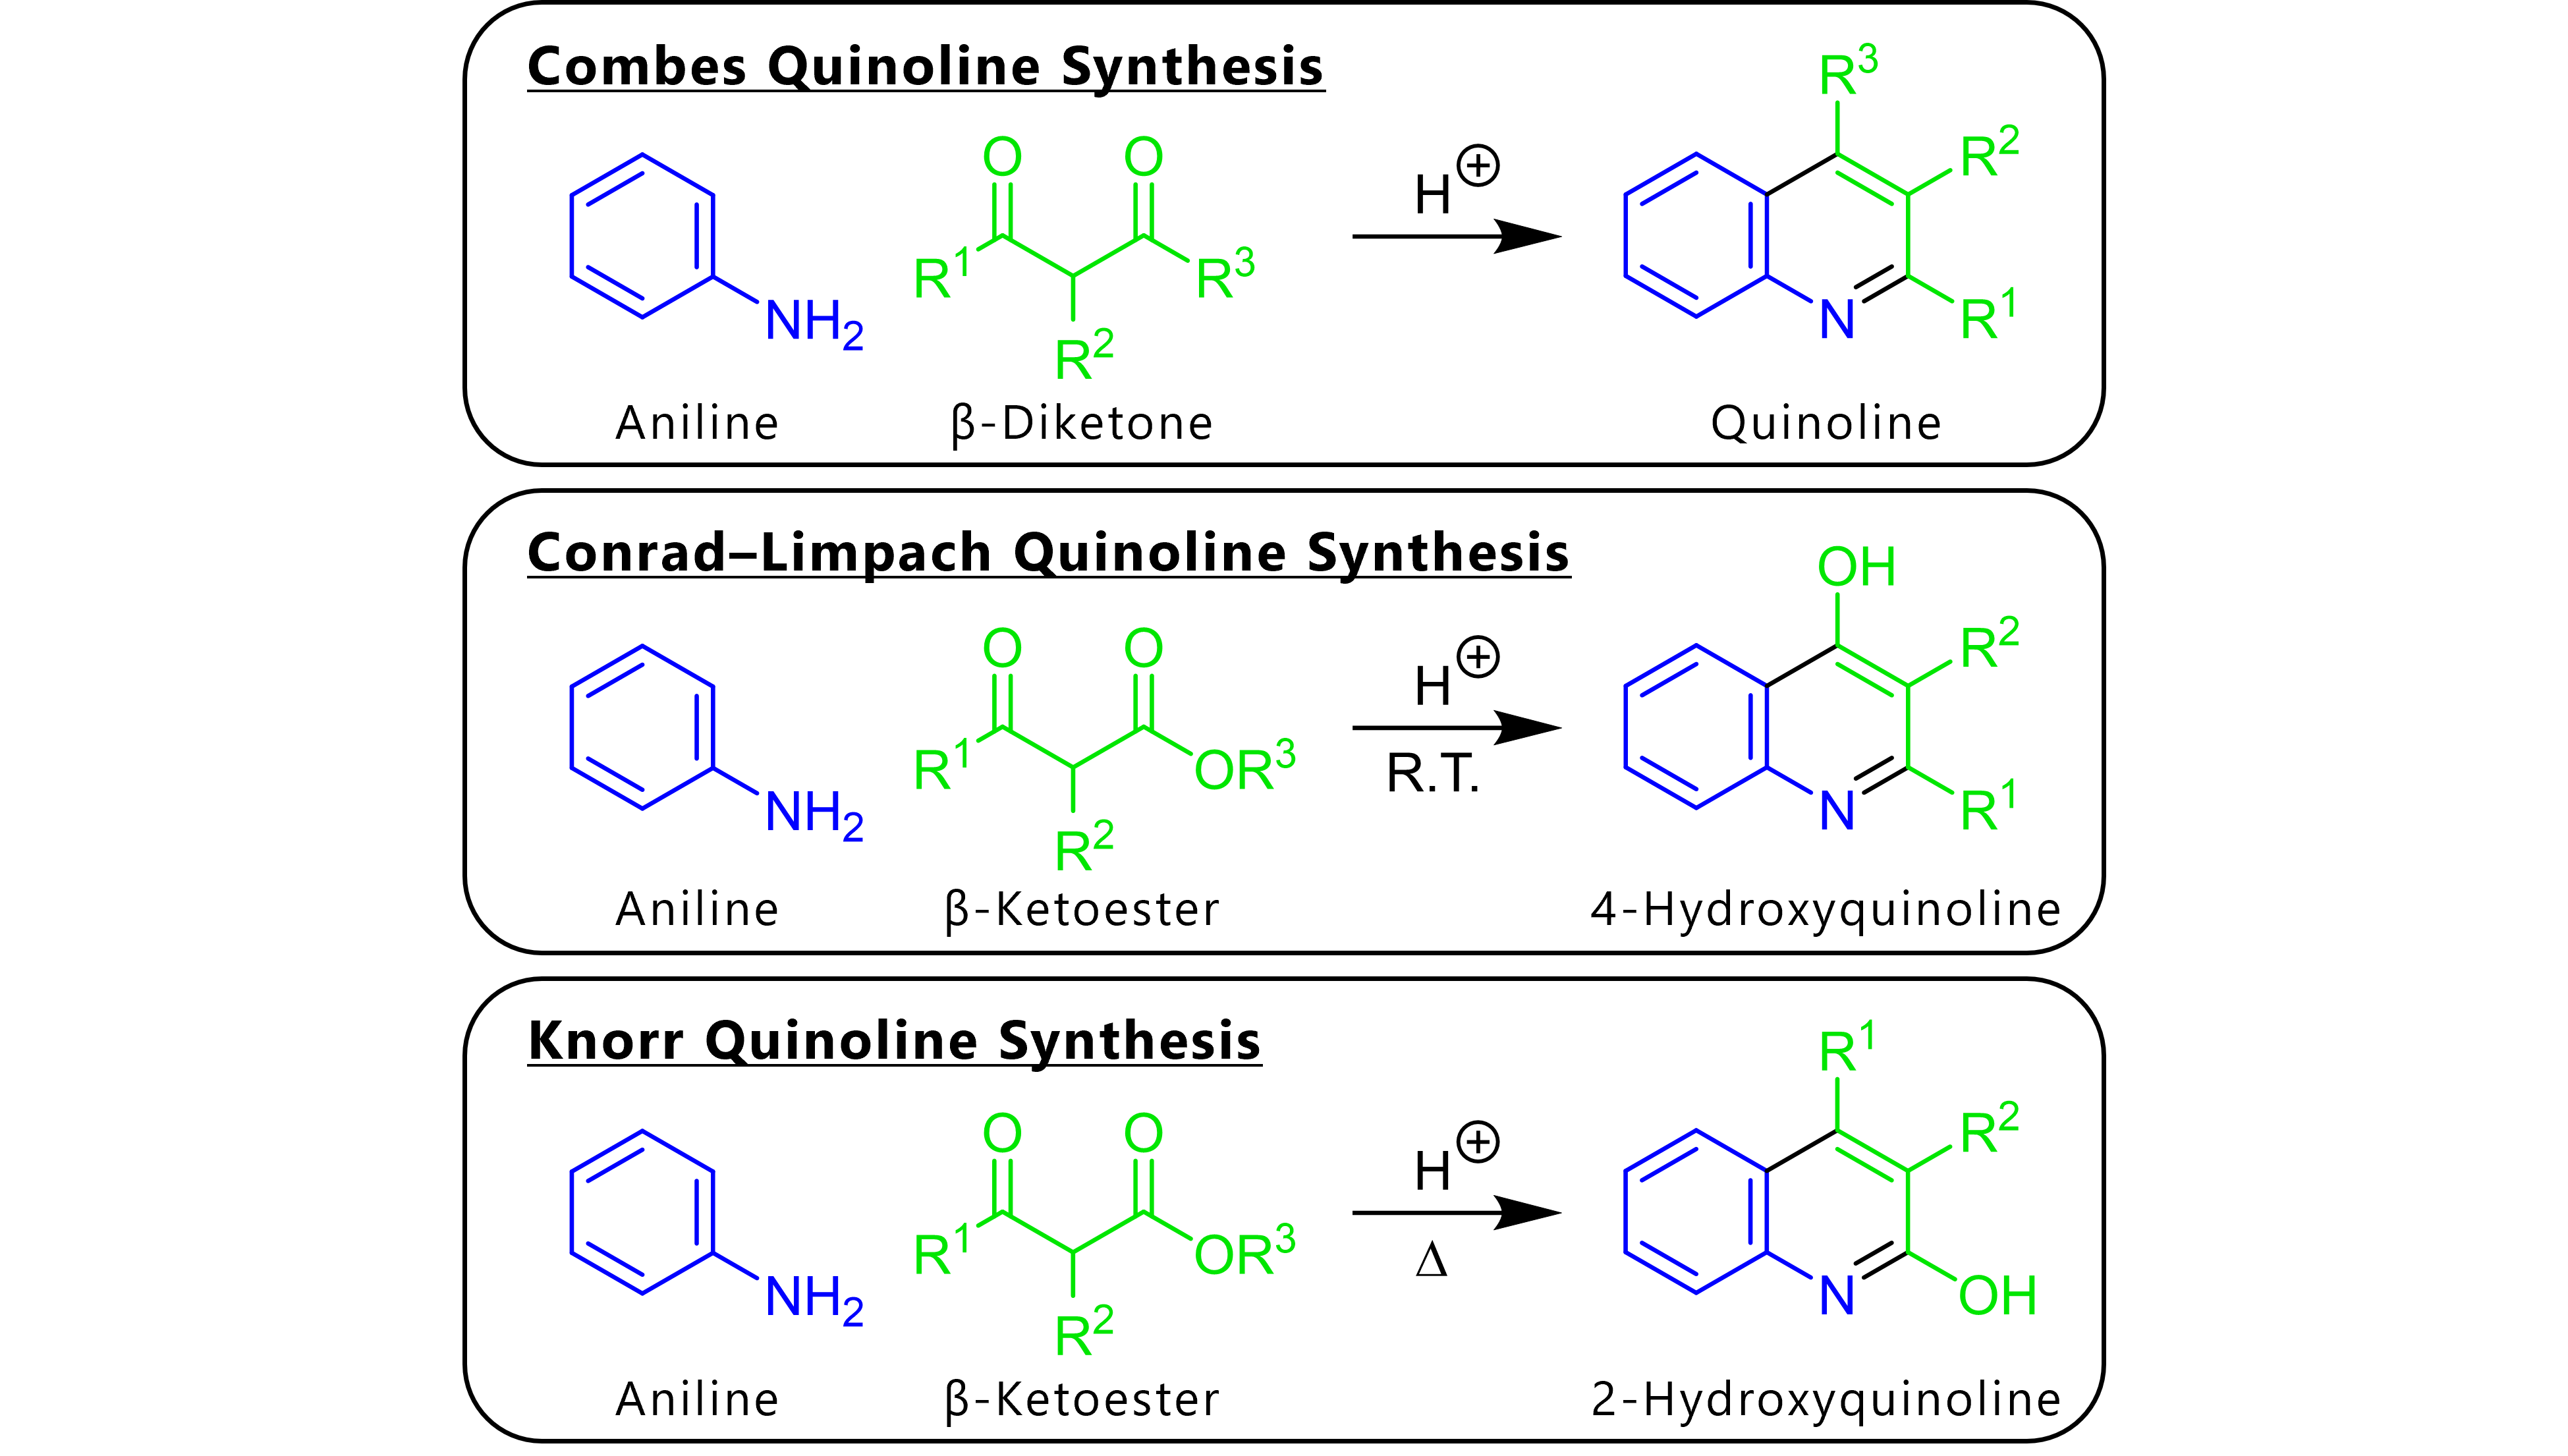 Combes Quinoline Synthesis
R³
O O
H⊕
R²
R¹ R³
NH₂
R²
N R¹
Aniline β-Diketone Quinoline
Conrad–Limpach Quinoline Synthesis
OH
O O
H⊕
R²
R¹ OR³
R.T.
NH₂
R²
N R¹
Aniline β-Ketoester 4-Hydroxyquinoline
Knorr Quinoline Synthesis
R¹
O O
H⊕
R²
R¹ OR³
Δ
NH₂
R²
N OH
Aniline β-Ketoester 2-Hydroxyquinoline